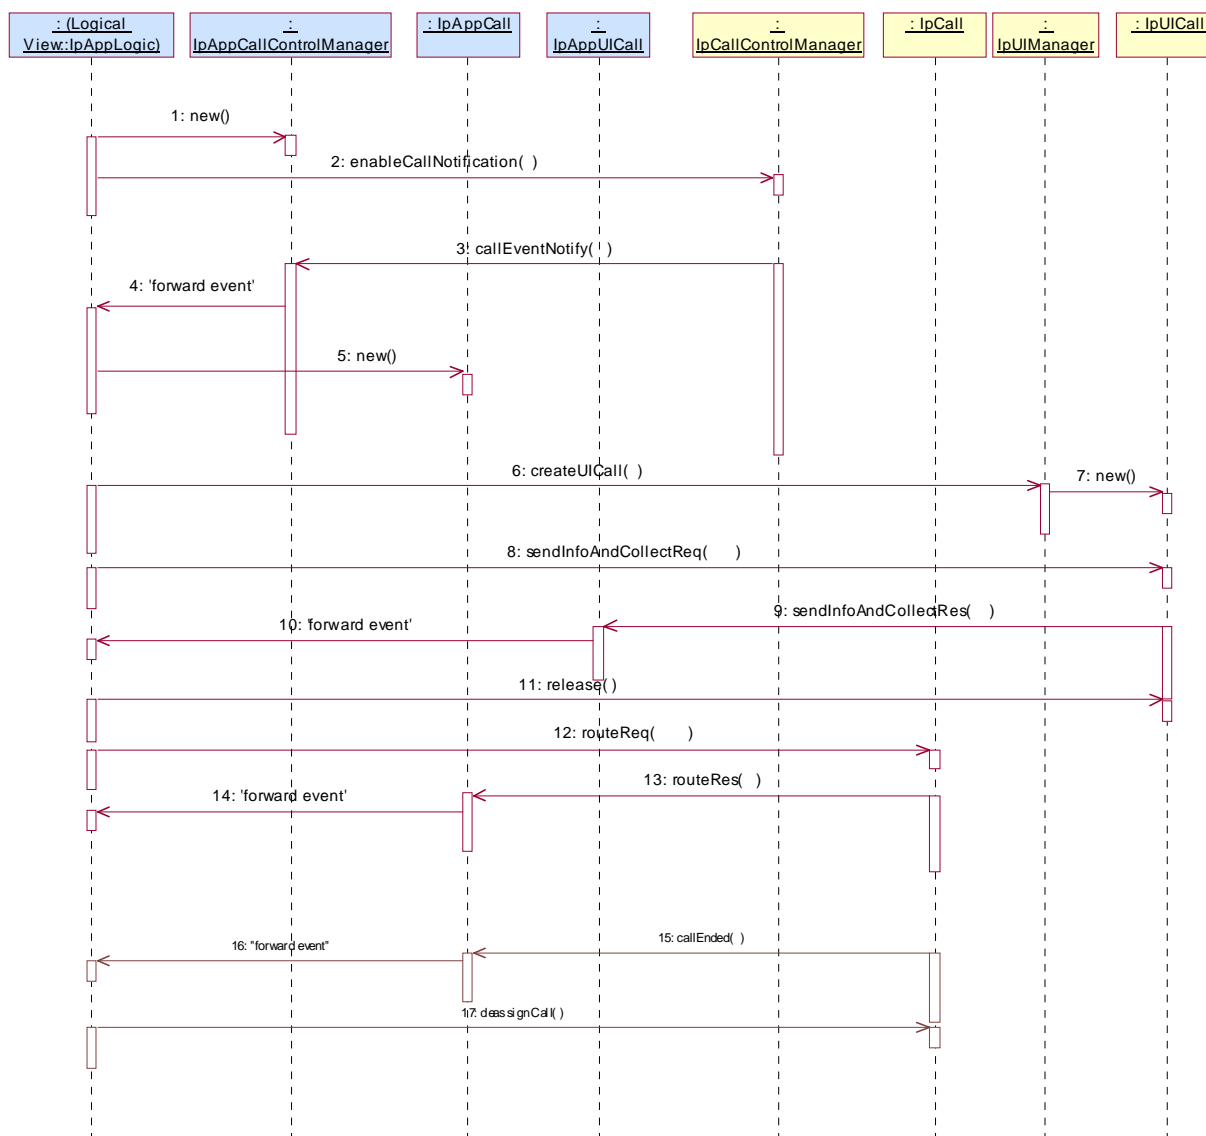 : (Logical
View::IpAppLogic)
:
IpAppCallControlManager
: IpAppCall
:
IpAppUICall
:
IpCallControlManager
: IpCall
:
IpUIManager
: IpUICall
1: new()
2: enableCallNotification( )
3: callEventNotify( )
4: 'forward event'
5: new()
6: createUICall( )
7: new()
8: sendInfoAndCollectReq( )
9: sendInfoAndCollectRes( )
10: 'forward event'
11: release()
12: routeReq( )
13: routeRes( )
14: 'forward event'
15: callEnded( )
16: "forward event"
17: deassignCall( )